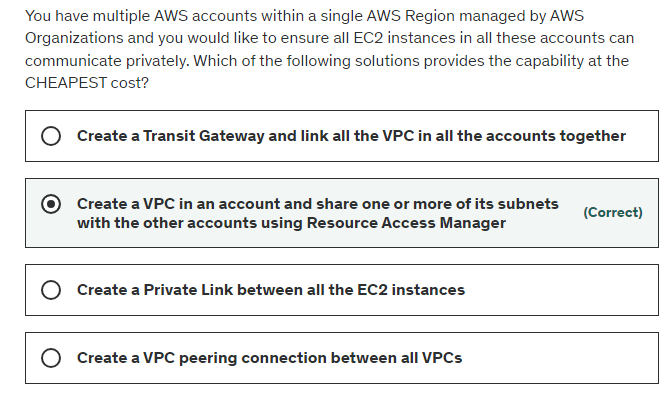 You have multiple AWS accounts within a single AWS Region managed by AWS
Organizations and you would like to ensure all EC2 instances in all these accounts can
communicate privately. Which of the following solutions provides the capability at the
CHEAPEST cost?
Create a Transit Gateway and link all the VPC in all the accounts together
Create a VPC in an account and share one or more of its subnets
with the other accounts using Resource Access Manager
(Correct)
Create a Private Link between all the EC2 instances
Create a VPC peering connection between all VPCs